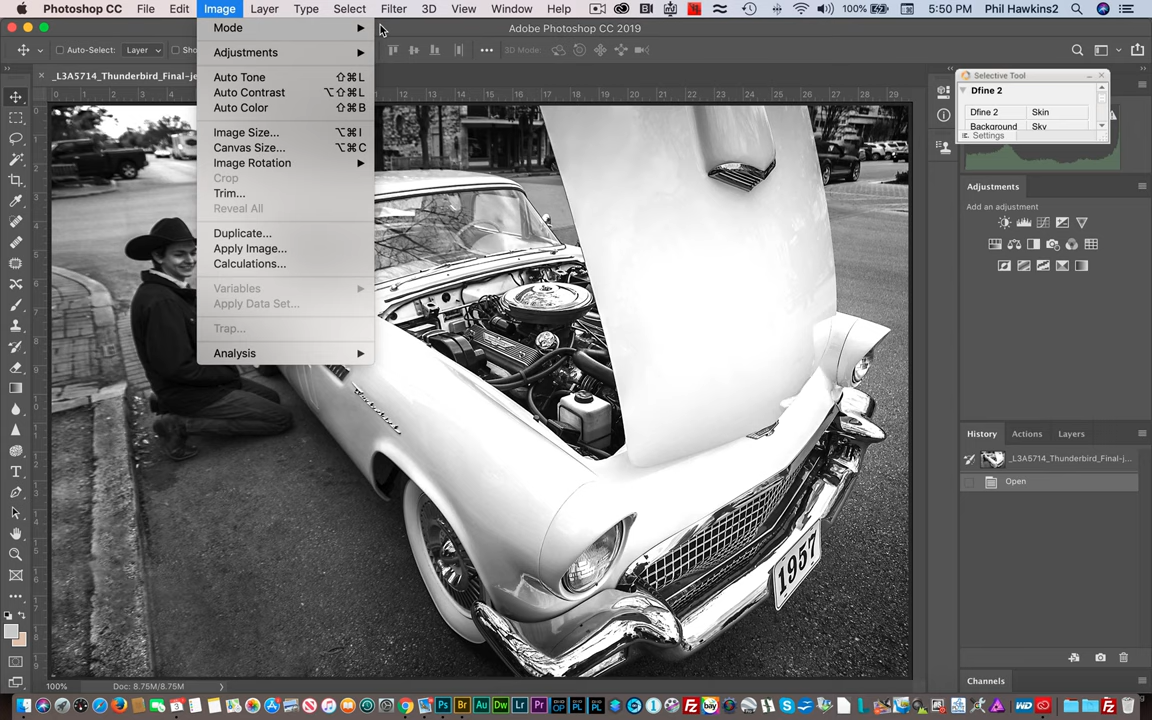 Photoshop CC File Edit Image Layer Type Select Filter 3D View Window Help 100% Sun 5:50 PM Phil Hawkins2
Adobe Photoshop CC 2019
Auto-Select: Layer
3D Mode:
_L3A5714_Thunderbird_Final-je
Mode
Adjustments
Auto Tone ⇧⌘L
Auto Contrast ⌥⇧⌘L
Auto Color ⇧⌘B
Image Size... ⌥⌘I
Canvas Size... ⌥⌘C
Image Rotation
Crop
Trim...
Reveal All
Duplicate...
Apply Image...
Calculations...
Variables
Apply Data Set...
Trap...
Analysis
Selective Tool
Dfine 2
Dfine 2 Skin
Background Sky
Settings
Adjustments
Add an adjustment
History Actions Layers
_L3A5714_Thunderbird_Final-j...
Open
Channels
1957
100% Doc: 8.75M/8.75M